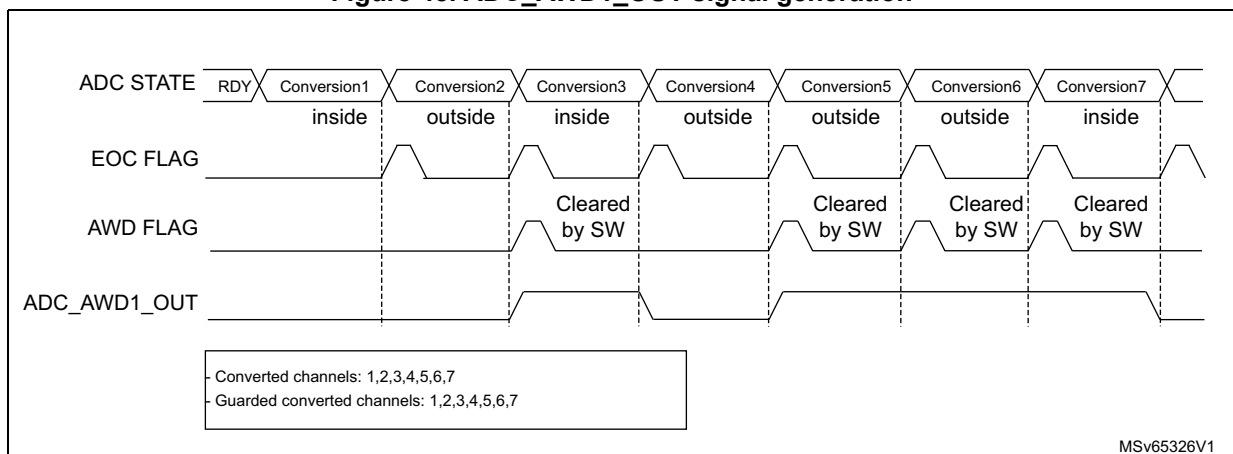 ADC STATE RDY Conversion1 Conversion2 Conversion3 Conversion4 Conversion5 Conversion6 Conversion7
inside outside inside outside outside outside inside
EOC FLAG
Cleared by SW Cleared by SW Cleared by SW Cleared by SW
AWD FLAG
ADC_AWD1_OUT
- Converted channels: 1,2,3,4,5,6,7
- Guarded converted channels: 1,2,3,4,5,6,7
MSv65326V1